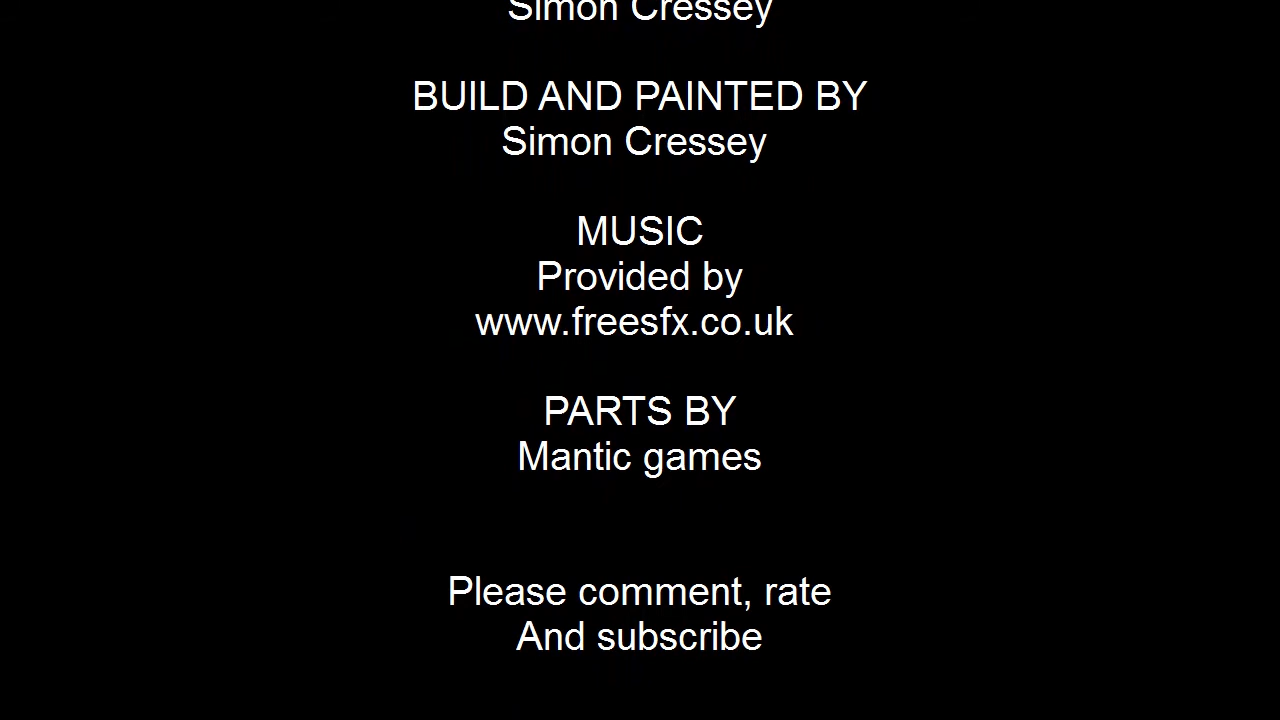 Simon Cressey
BUILD AND PAINTED BY
Simon Cressey
MUSIC
Provided by
www.freesfx.co.uk
PARTS BY
Mantic games
Please comment, rate
And subscribe